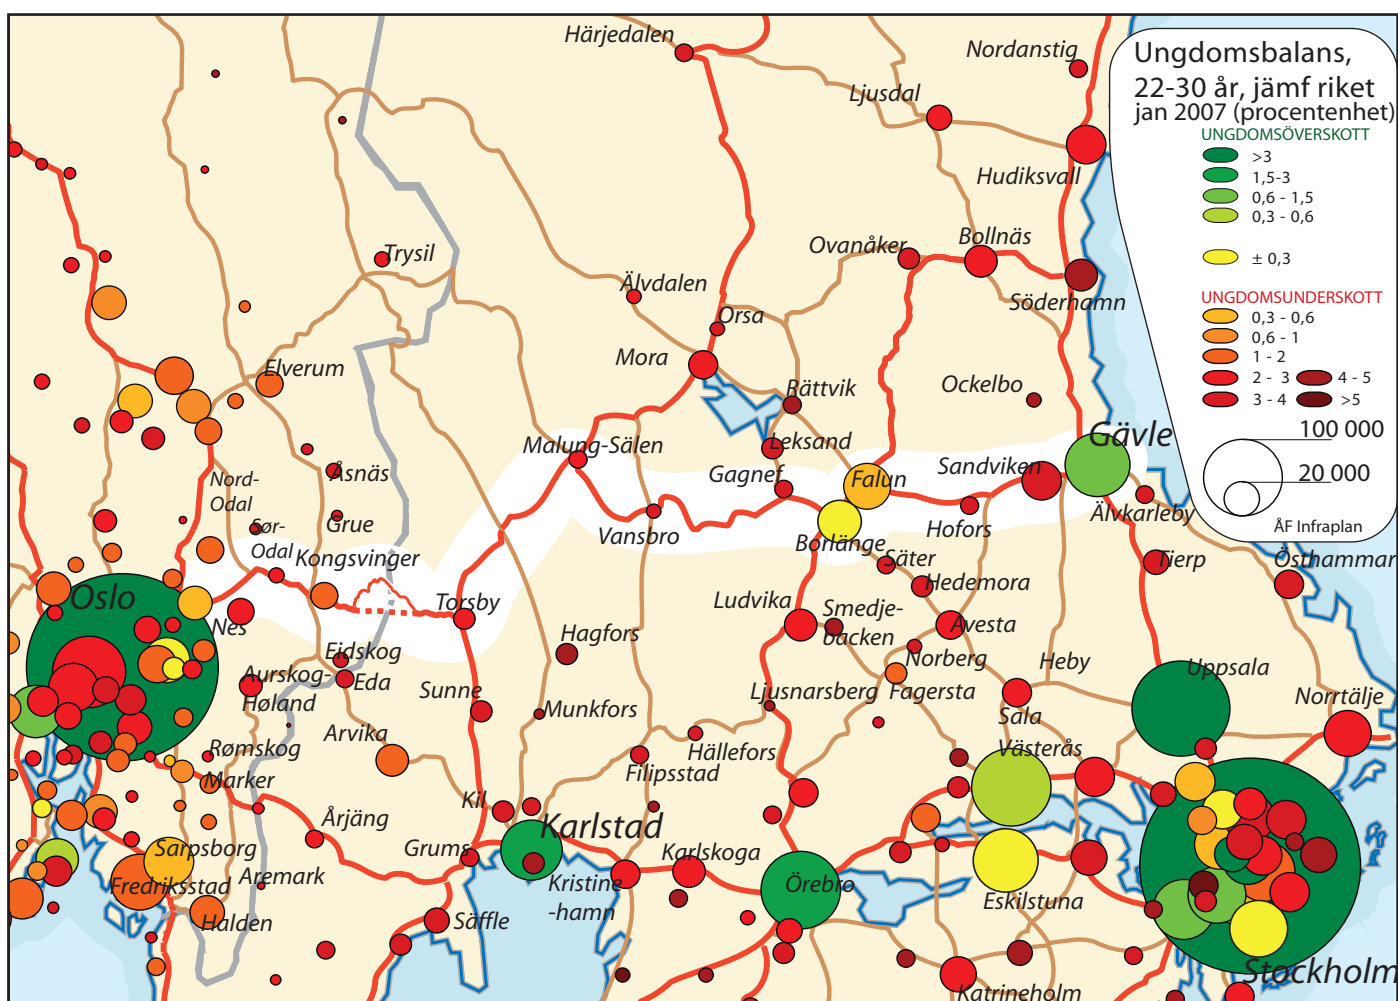 Ungdomsbalans,
22-30 år, jämf riket
jan 2007 (procentenhet)
UNGDOMSÖVERSKOTT
>3
1,5-3
0,6 - 1,5
0,3 - 0,6
± 0,3
UNGDOMSUNDERSKOTT
0,3 - 0,6
0,6 - 1
1 - 2
2 - 3
4 - 5
3 - 4
>5
100 000
20 000
ÅF Infraplan
Härjedalen
Nordanstig
Ljusdal
Hudiksvall
Trysil
Ovanåker
Bollnäs
Älvdalen
Söderhamn
Orsa
Mora
Elverum
Rättvik
Ockelbo
Malung-Sälen
Leksand
Gävle
Åsnäs
Gagnef
Falun
Sandviken
Nord-
Odal
Grue
Sør-
Odal
Vansbro
Hofors
Älvkarleby
Kongsvinger
Borlänge
Säter
Tierp
Östhammar
Oslo
Torsby
Ludvika
Smedje-
backen
Hedemora
Nes
Hagfors
Avesta
Eidskog
Norberg
Heby
Uppsala
Aurskog-
Høland
Eda
Sunne
Munkfors
Ljusnarsberg
Fagersta
Norrtälje
Sala
Arvika
Rømskog
Hällefors
Västerås
Marker
Filipsstad
Kil
Årjäng
Karlstad
Sarpsborg
Grums
Karlskoga
Fredriksstad
Aremark
Kristine
-hamn
Örebro
Eskilstuna
Halden
Säffle
Stockholm
Katrineholm